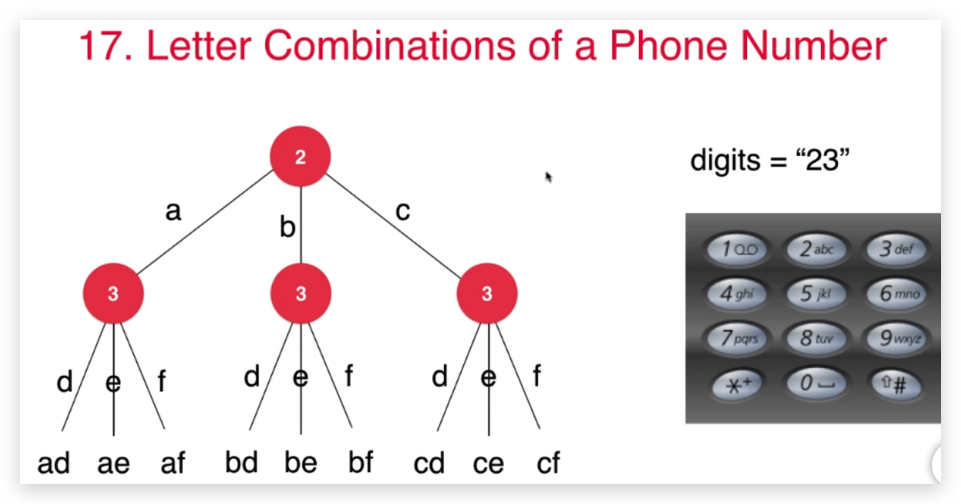 17. Letter Combinations of a Phone Number
2
digits = “23”
a b c
3 3 3
d e f d e f d e f
ad ae af bd be bf cd ce cf
1
2 abc
3 def
4 ghi
5 jkl
6 mno
7 pqrs
8 tuv
9 wxyz
*+
0
⇧#